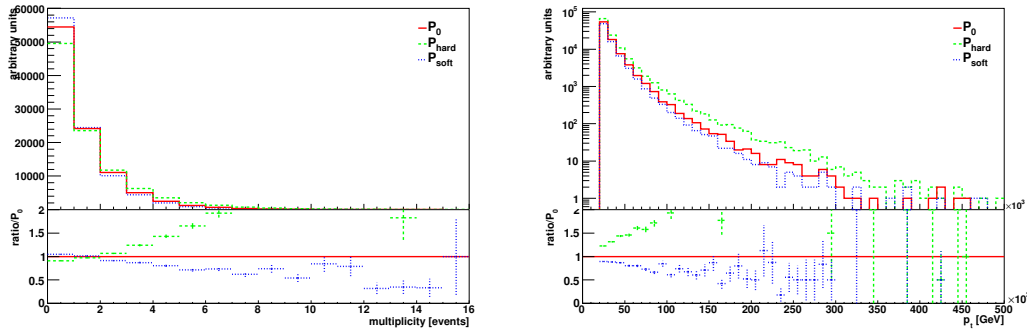 arbitrary units
60000
50000
40000
30000
20000
10000
P0
Phard
Psoft
ratio/P0
2
1.5
1
0.5
0
0 2 4 6 8 10 12 14 16
multiplicity [events]
arbitrary units
10^5
10^4
10^3
10^2
10
1
P0
Phard
Psoft
×10^3
ratio/P0
2
1.5
1
0.5
0
0 50 100 150 200 250 300 350 400 450 500
p_t [GeV]